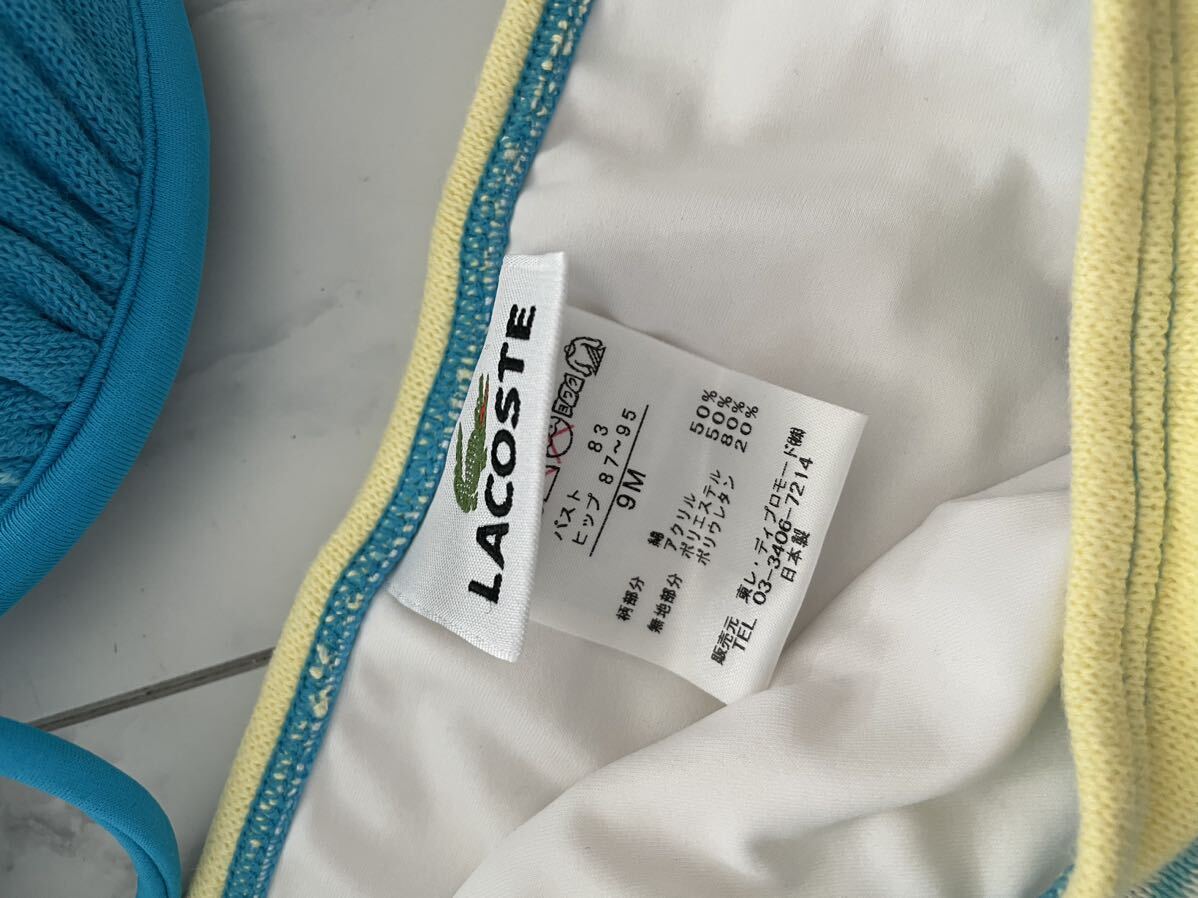 LACOSTE
バスト 83
ヒップ 87～95
9M
柄部分 綿 50%
アクリル 50%
無地部分 ポリエステル 80%
ポリウレタン 20%
販売元 東レ・ディプロモード㈱
TEL 03-3406-7214
日本製